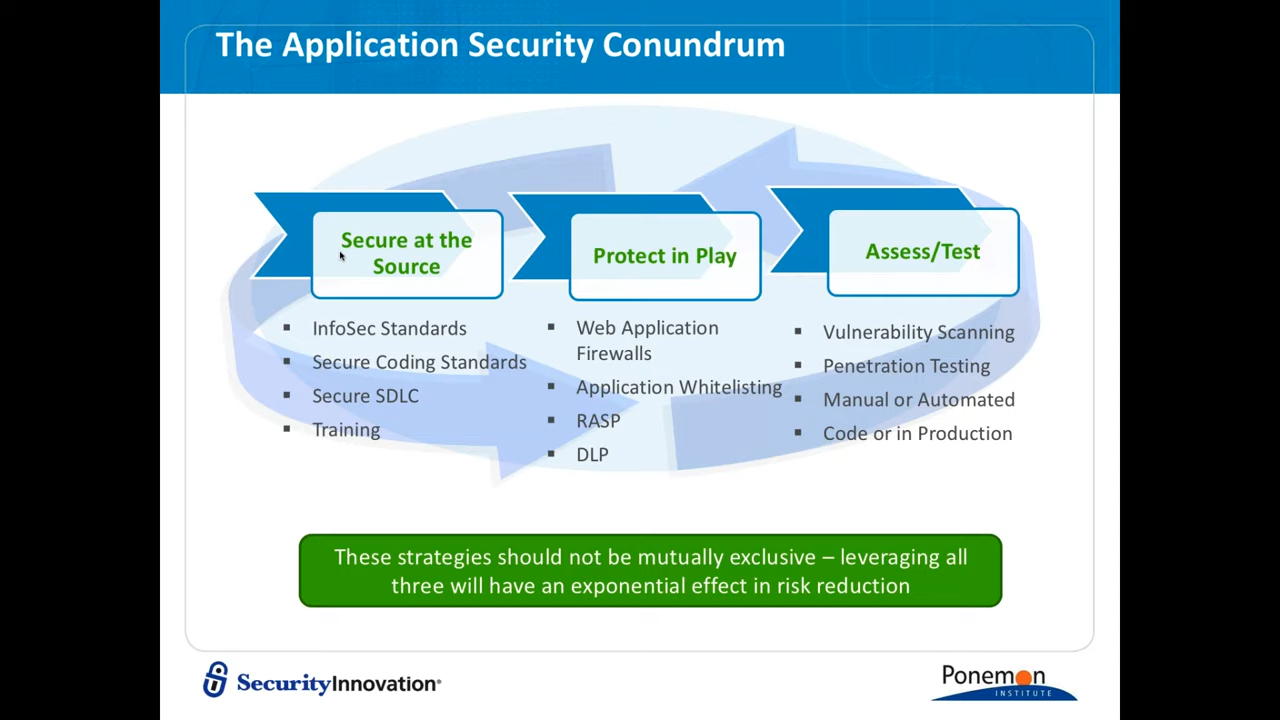 The Application Security Conundrum
Secure at the
Source
InfoSec Standards
Secure Coding Standards
Secure SDLC
Training
Protect in Play
Web Application
Firewalls
Application Whitelisting
RASP
DLP
Assess/Test
Vulnerability Scanning
Penetration Testing
Manual or Automated
Code or in Production
These strategies should not be mutually exclusive – leveraging all
three will have an exponential effect in risk reduction
SecurityInnovation®
Ponemon
INSTITUTE